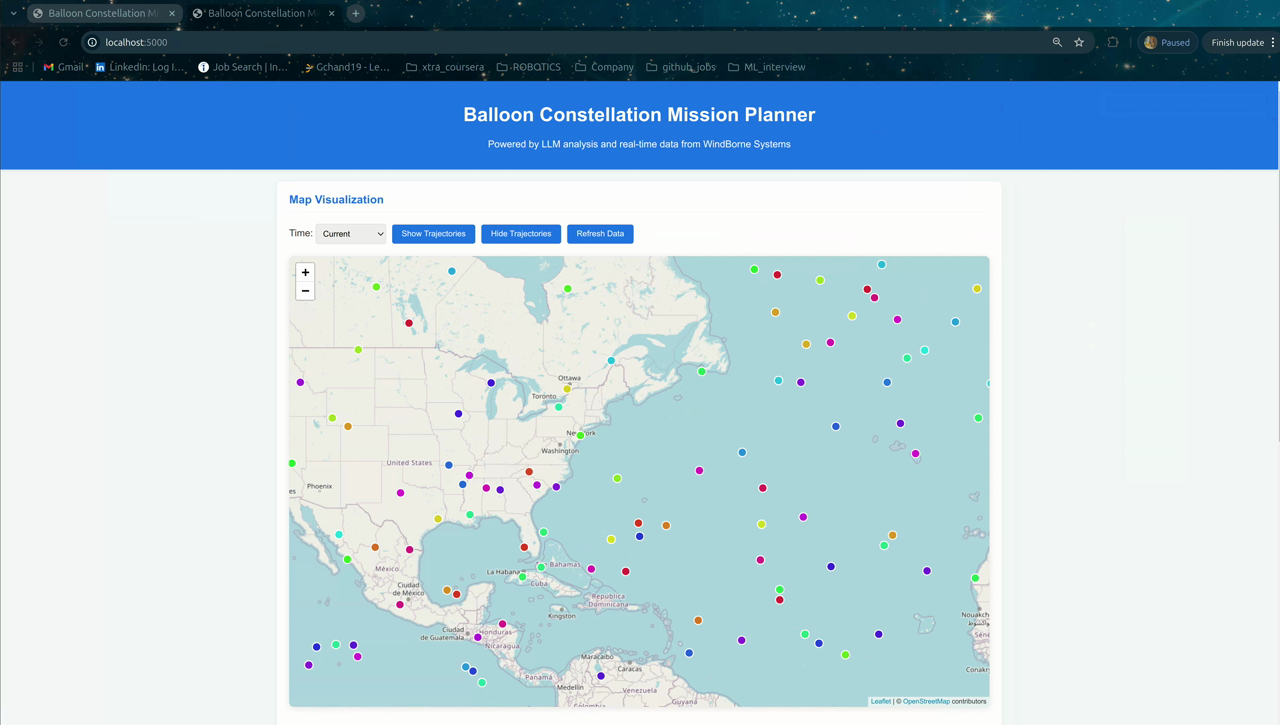 Balloon Constellation M
Balloon Constellation M
localhost:5000
Paused
Finish update
Gmail
LinkedIn: Log I...
Job Search | In...
Gchand19 - Le...
xtra_coursera
ROBOTICS
Company
github_jobs
ML_interview
Balloon Constellation Mission Planner
Powered by LLM analysis and real-time data from WindBorne Systems
Map Visualization
Time: Current Show Trajectories Hide Trajectories Refresh Data
+
−
Ottawa
Toronto
New York
Washington
United States
Phoenix
es
México
Ciudad
de México
La Habana
Cuba
Bahamas
Republica
Dominicana
Kingston
Ciudad
de Guatemala
Honduras
Nicaragua
Panamá
Maracaibo
Caracas
Medellín
Venezuela
Colombia
Guyana
Nouakch
Séné
Conakr
Leaflet | © OpenStreetMap contributors